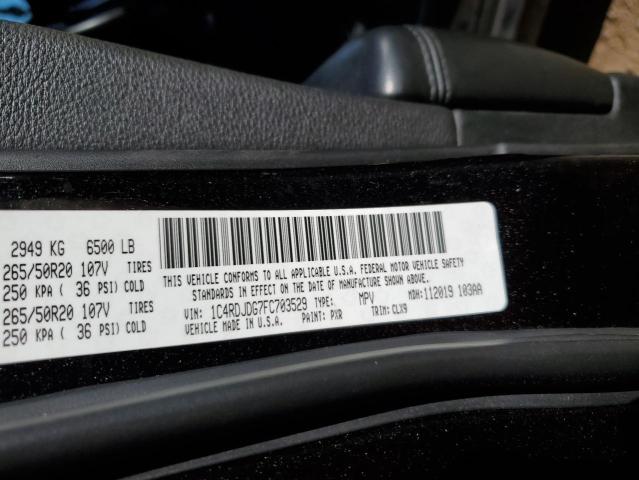 2949 KG 6500 LB
265/50R20 107V TIRES
250 KPA ( 36 PSI) COLD
265/50R20 107V TIRES
250 KPA ( 36 PSI) COLD
THIS VEHICLE CONFORMS TO ALL APPLICABLE U.S.A. FEDERAL MOTOR VEHICLE SAFETY
STANDARDS IN EFFECT ON THE DATE OF MANUFACTURE SHOWN ABOVE.
VIN: 1C4RDJDG7FC703529 TYPE: MPV MDH:112019 103AA
VEHICLE MADE IN U.S.A. PAINT: PXR TRIM: CLX9